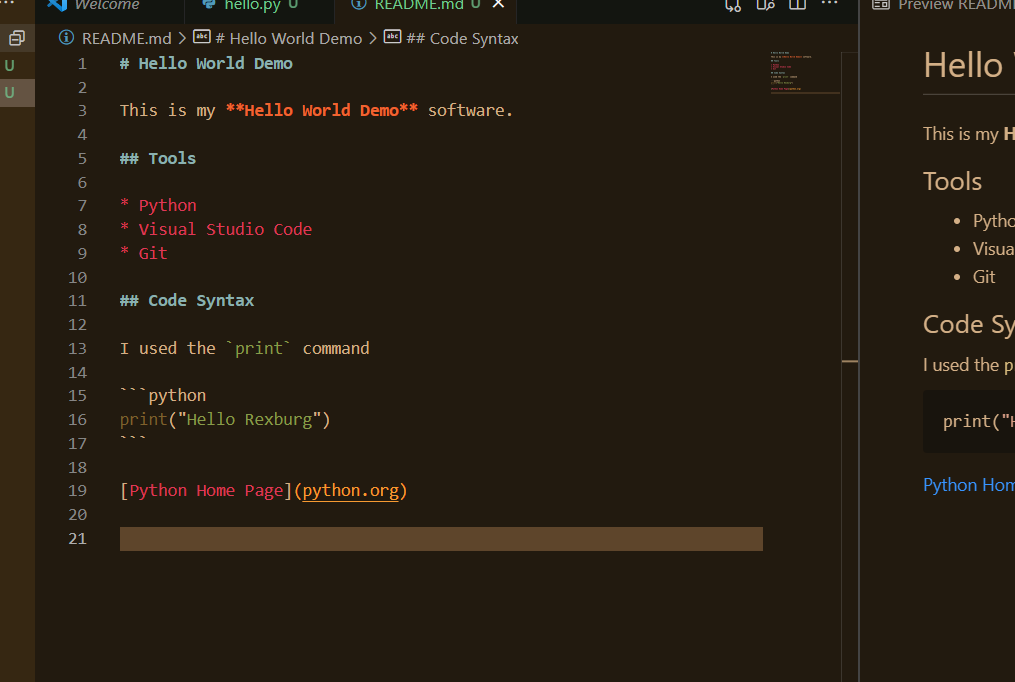 Welcome
hello.py U
README.md U
Preview READM
README.md > # Hello World Demo > ## Code Syntax
U
U
1 # Hello World Demo
2
3 This is my **Hello World Demo** software.
4
5 ## Tools
6
7 * Python
8 * Visual Studio Code
9 * Git
10
11 ## Code Syntax
12
13 I used the `print` command
14
15 ```python
16 print("Hello Rexburg")
17 ```
18
19 [Python Home Page](python.org)
20
21
Hello
This is my H
Tools
• Pytho
• Visua
• Git
Code Sy
I used the p
print("H
Python Hom